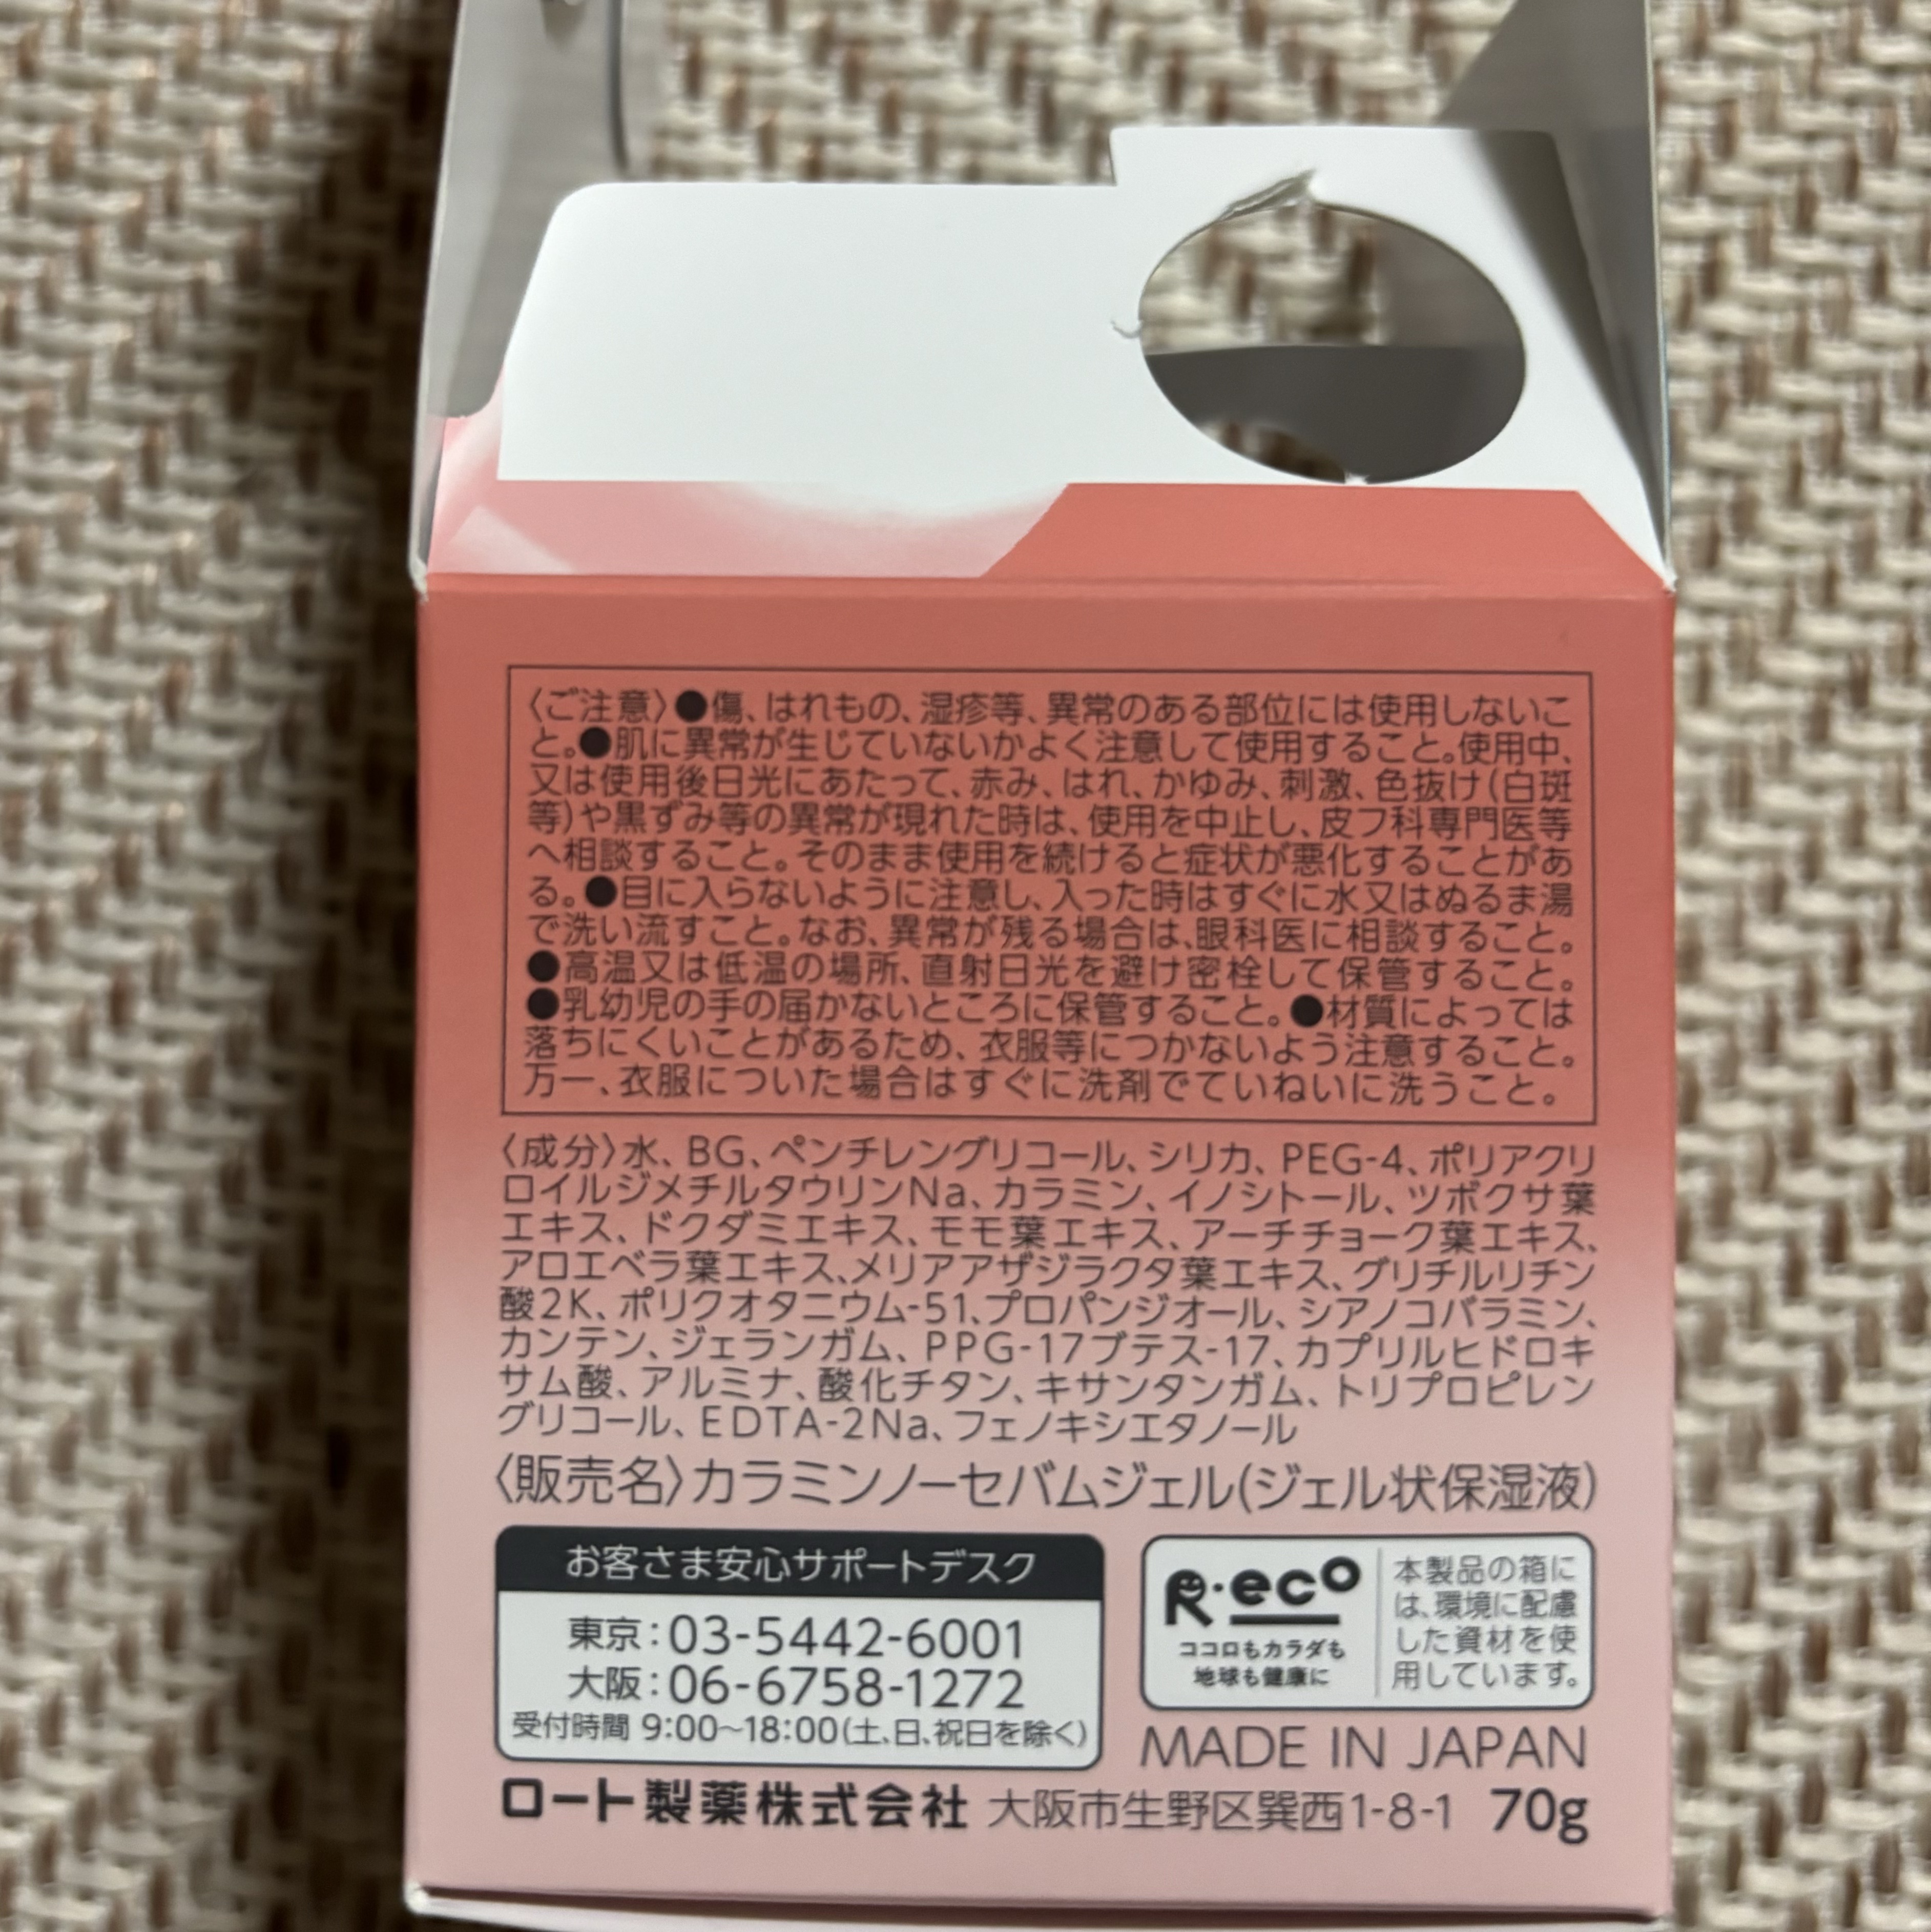 〈ご注意〉●傷、はれもの、湿疹等、異常のある部位には使用しないこ
と。●肌に異常が生じていないかよく注意して使用すること。使用中、
又は使用後日光にあたって、赤み、はれ、かゆみ、刺激、色抜け(白斑
等)や黒ずみ等の異常が現れた時は、使用を中止し、皮フ科専門医等
へ相談すること。そのまま使用を続けると症状が悪化することがあ
る。●目に入らないように注意し、入った時はすぐに水又はぬるま湯
で洗い流すこと。なお、異常が残る場合は、眼科医に相談すること。
●高温又は低温の場所、直射日光を避け密栓して保管すること。
●乳幼児の手の届かないところに保管すること。●材質によっては
落ちにくいことがあるため、衣服等につかないよう注意すること。
万一、衣服についた場合はすぐに洗剤でていねいに洗うこと。
〈成分〉水、BG、ペンチレングリコール、シリカ、PEG-4、ポリアクリ
ロイルジメチルタウリンNa、カラミン、イノシトール、ツボクサ葉
エキス、ドクダミエキス、モモ葉エキス、アーチチョーク葉エキス、
アロエベラ葉エキス、メリアアザジラクタ葉エキス、グリチルリチン
酸2K、ポリクオタニウム-51、プロパンジオール、シアノコバラミン、
カンテン、ジェランガム、PPG-17ブテス-17、カプリルヒドロキ
サム酸、アルミナ、酸化チタン、キサンタンガム、トリプロピレン
グリコール、EDTA-2Na、フェノキシエタノール
〈販売名〉カラミンノーセバムジェル(ジェル状保湿液)
お客さま安心サポートデスク
東京:03-5442-6001
大阪:06-6758-1272
受付時間 9:00〜18:00(土、日、祝日を除く)
R・eco
ココロもカラダも
地球も健康に
本製品の箱に
は、環境に配慮
した資材を使
用しています。
MADE IN JAPAN
ロート製薬株式会社 大阪市生野区巽西1-8-1 70g